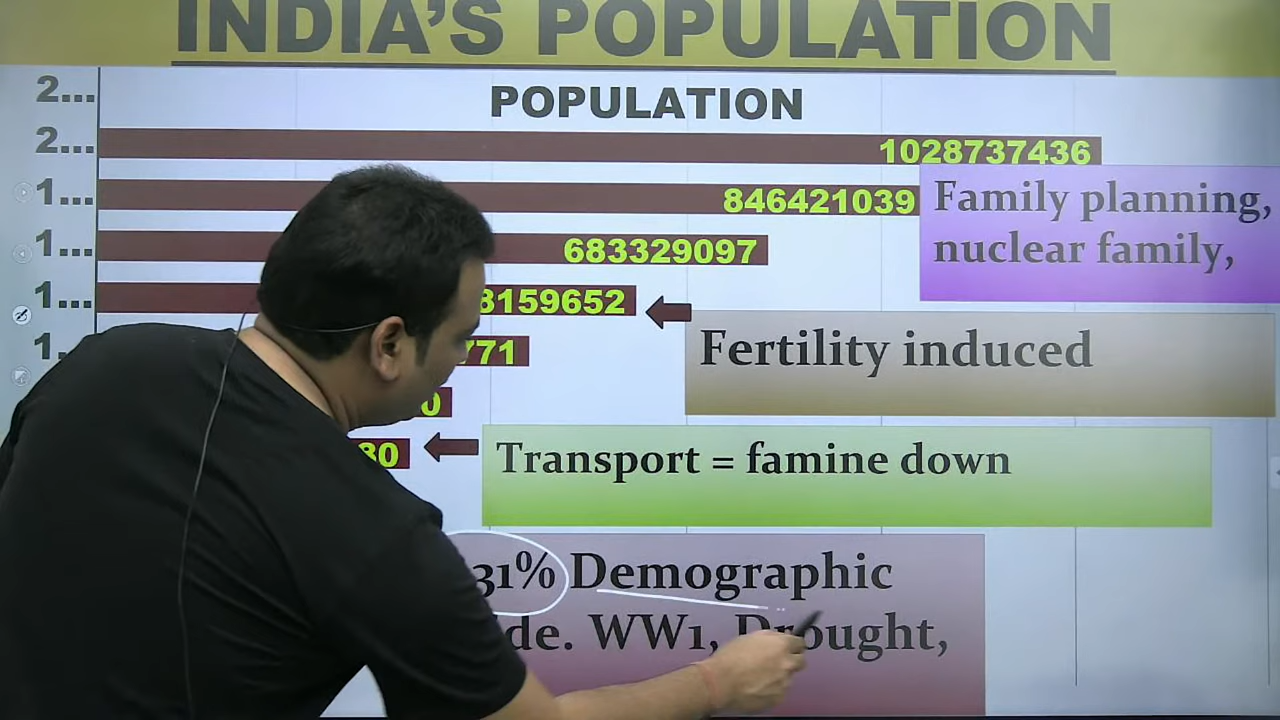 INDIA'S POPULATION
POPULATION
2...
2...
1028737436
1...
846421039
Family planning,
nuclear family,
1...
683329097
1...
8159652
Fertility induced
1.
771
0
80
Transport = famine down
31% Demographic
de. WW1, Drought,